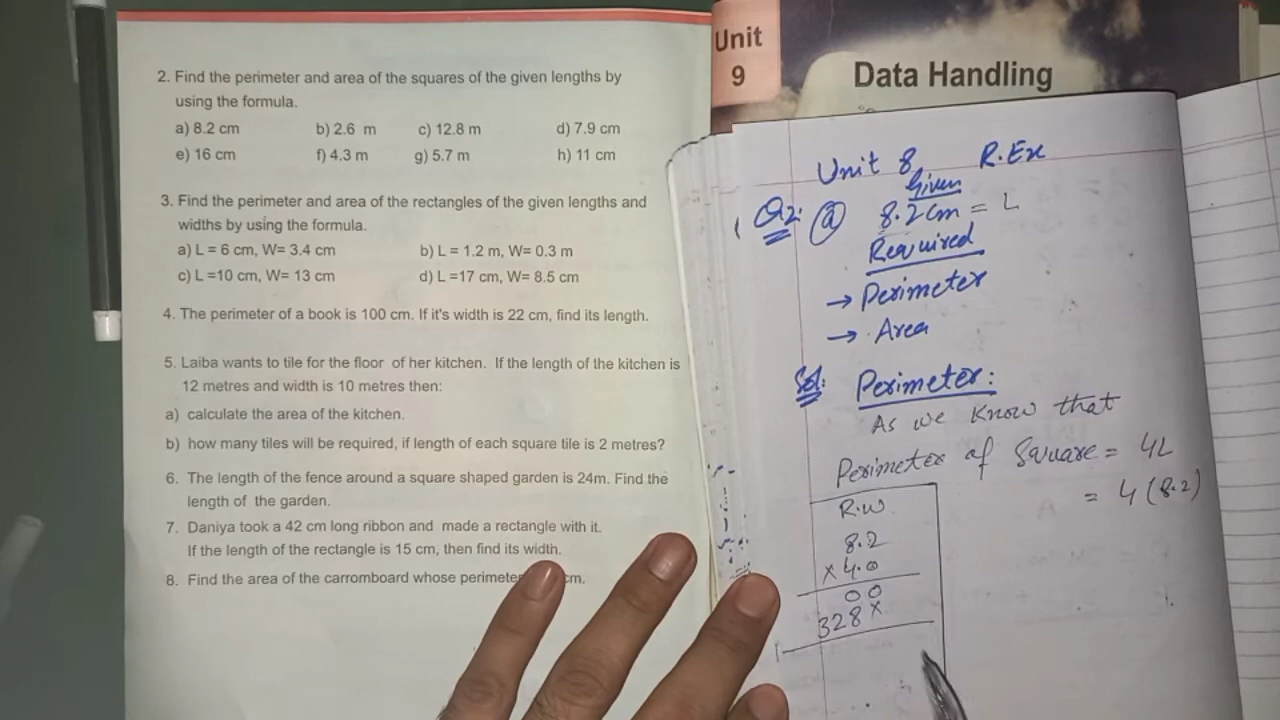 2. Find the perimeter and area of the squares of the given lengths by
using the formula.
a) 8.2 cm b) 2.6 m c) 12.8 m d) 7.9 cm
e) 16 cm f) 4.3 m g) 5.7 m h) 11 cm
3. Find the perimeter and area of the rectangles of the given lengths and
widths by using the formula.
a) L = 6 cm, W= 3.4 cm b) L = 1.2 m, W= 0.3 m
c) L =10 cm, W= 13 cm d) L =17 cm, W= 8.5 cm
4. The perimeter of a book is 100 cm. If it's width is 22 cm, find its length.
5. Laiba wants to tile for the floor of her kitchen. If the length of the kitchen is
12 metres and width is 10 metres then:
a) calculate the area of the kitchen.
b) how many tiles will be required, if length of each square tile is 2 metres?
6. The length of the fence around a square shaped garden is 24m. Find the
length of the garden.
7. Daniya took a 42 cm long ribbon and made a rectangle with it.
If the length of the rectangle is 15 cm, then find its width.
8. Find the area of the carromboard whose perimeter cm.
Unit
9
Data Handling
Unit 8 R.Ex
Given
Q2: a 8.2 cm = L
Required
→ Perimeter
→ Area
Sol: Perimeter:
As we know that
Perimeter of Square = 4L
= 4 (8.2)
R.W
8.2
× 4.0
0 0
328×